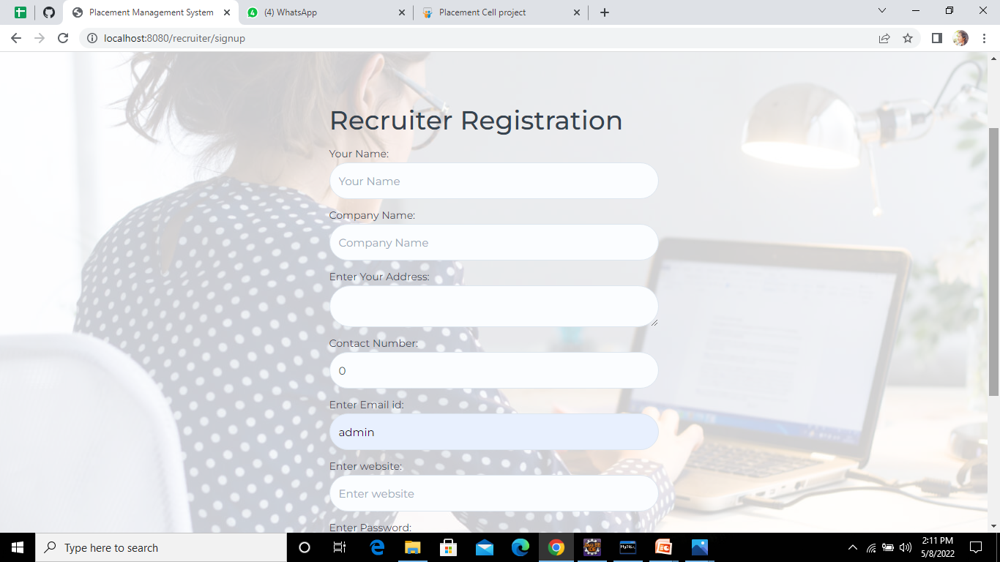 Placement Management System
(4) WhatsApp
Placement Cell project
localhost:8080/recruiter/signup
Recruiter Registration
Your Name:
Your Name
Company Name:
Company Name
Enter Your Address:
Contact Number:
0
Enter Email id:
admin
Enter website:
Enter website
Enter Password:
Type here to search
2:11 PM
5/8/2022